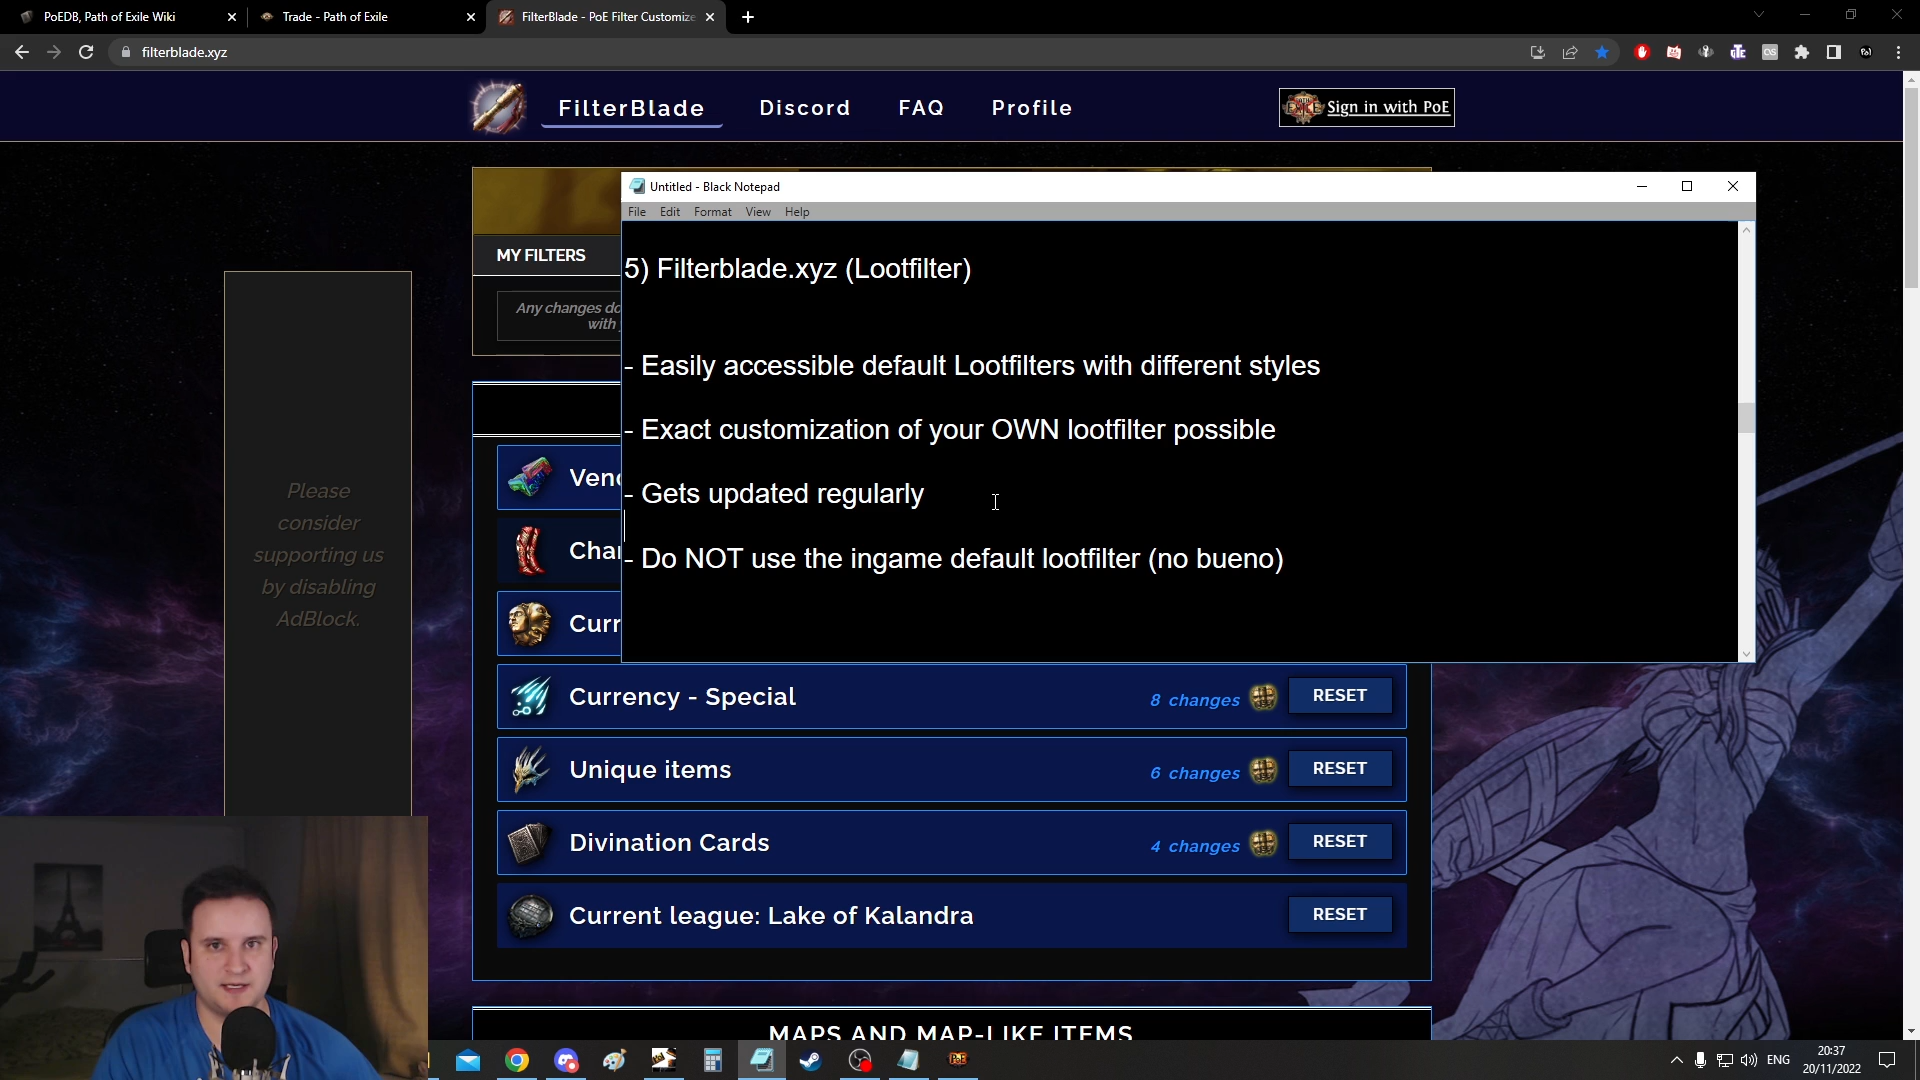 PoEDB, Path of Exile Wiki
Trade - Path of Exile
FilterBlade - PoE Filter Customize
filterblade.xyz
FilterBlade
Discord
FAQ
Profile
Sign in with PoE
Untitled - Black Notepad
File Edit Format View Help
MY FILTERS
Any changes do
with
5) Filterblade.xyz (Lootfilter)
- Easily accessible default Lootfilters with different styles
- Exact customization of your OWN lootfilter possible
- Gets updated regularly
- Do NOT use the ingame default lootfilter (no bueno)
Please
consider
supporting us
by disabling
AdBlock.
Currency - Special
8 changes
RESET
Unique items
6 changes
RESET
Divination Cards
4 changes
RESET
Current league: Lake of Kalandra
RESET
MAPS AND MAP-LIKE ITEMS
ENG
20:37
20/11/2022